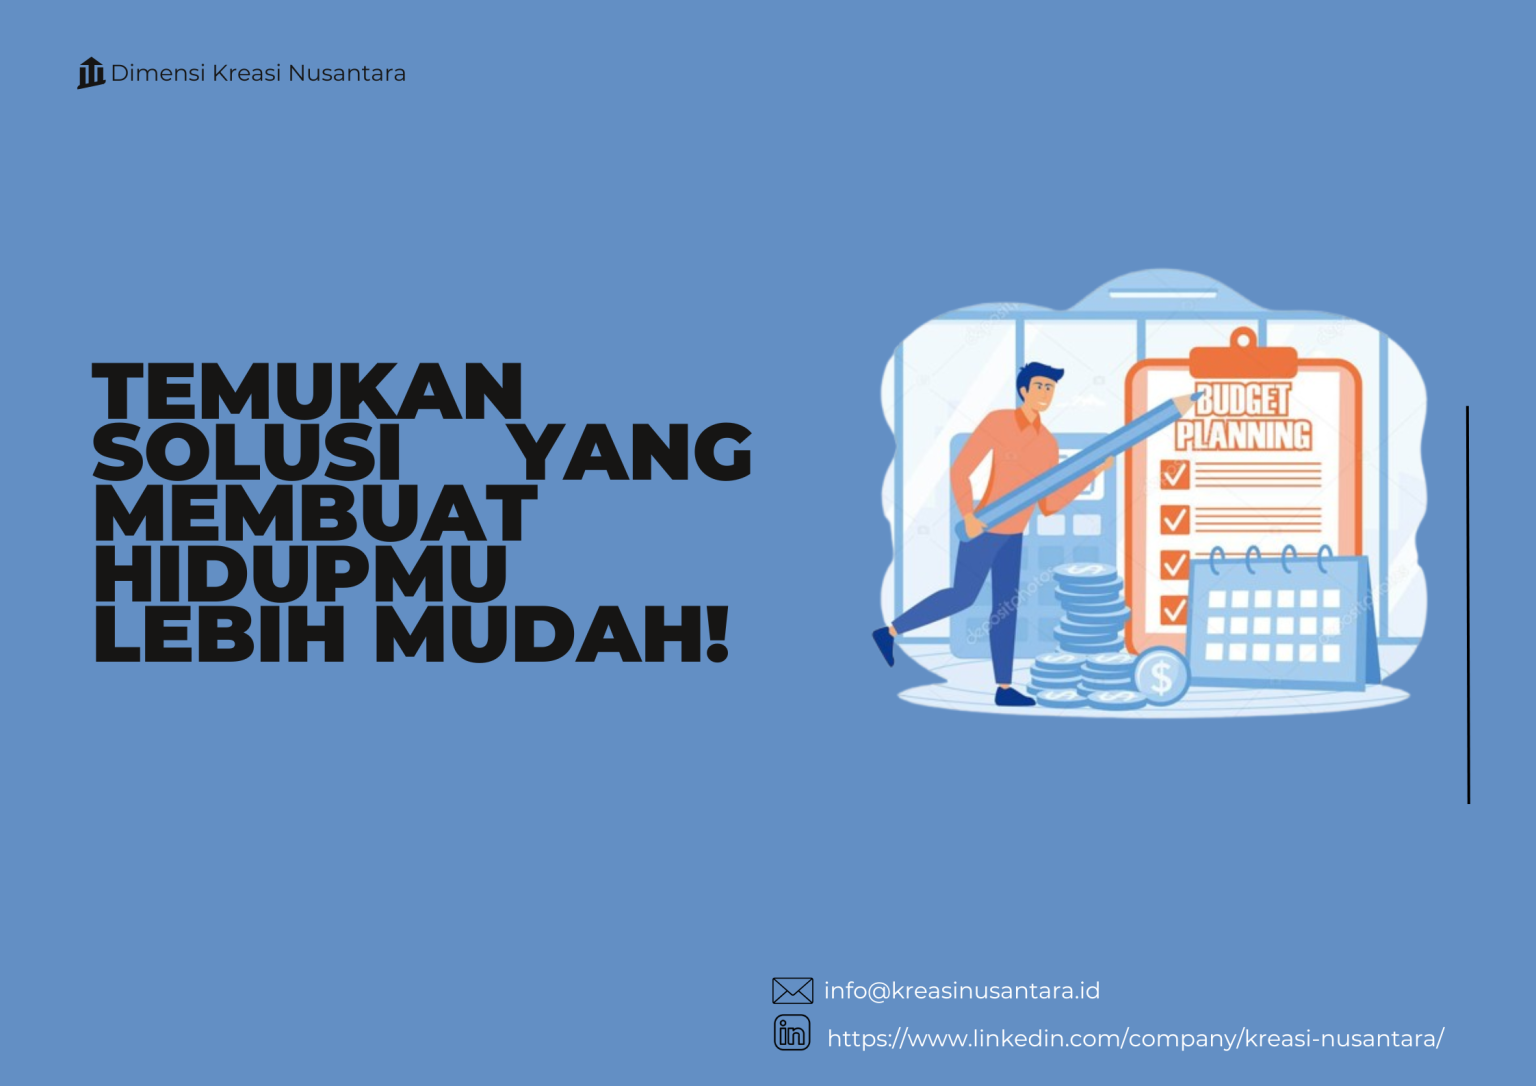 Dimensi Kreasi Nusantara
TEMUKAN
SOLUSI YANG
MEMBUAT
HIDUPMU
LEBIH MUDAH!
BUDGET
PLANNING
depositphotos
info@kreasinusantara.id
https://www.linkedin.com/company/kreasi-nusantara/